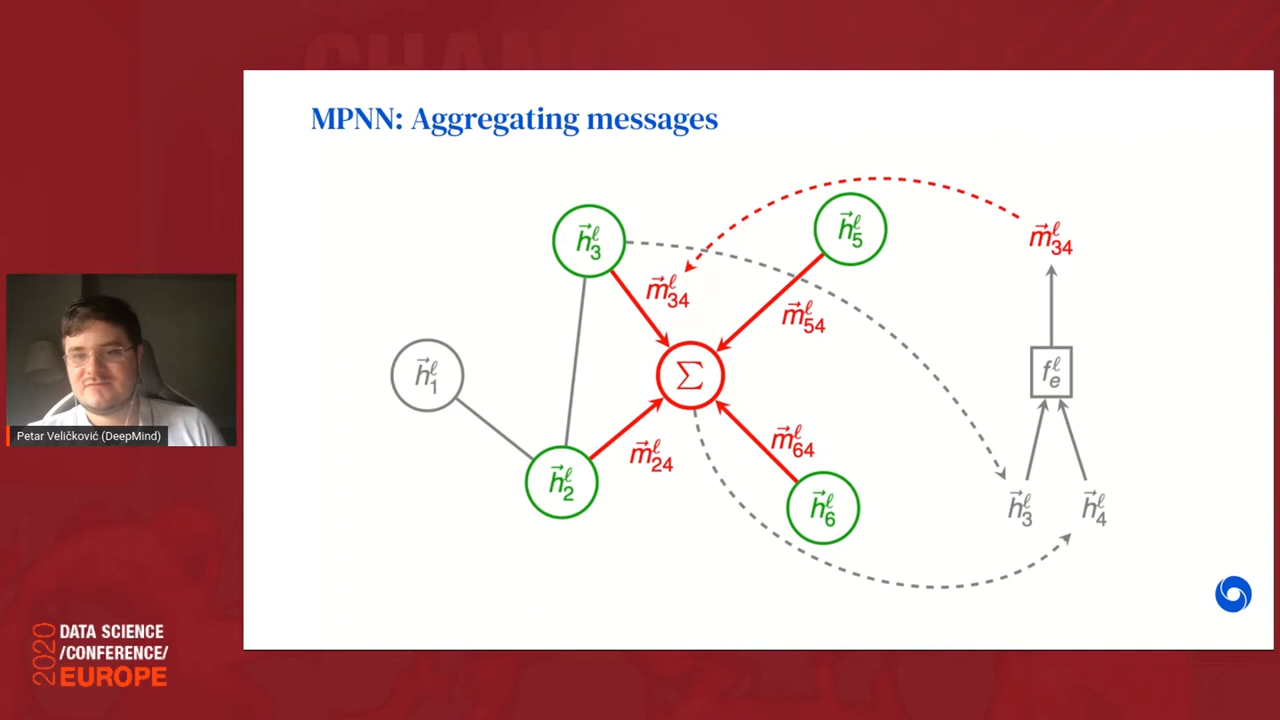 CHAN
MPNN: Aggregating messages
h⃗₃ˡ
h⃗₅ˡ
m⃗₃₄ˡ
m⃗₃₄ˡ
m⃗₅₄ˡ
h⃗₁ˡ
Σ
fₑˡ
m⃗₂₄ˡ
m⃗₆₄ˡ
h⃗₂ˡ
h⃗₆ˡ
h⃗₃ˡ
h⃗₄ˡ
Petar Veličković (DeepMind)
2020
DATA SCIENCE
/CONFERENCE/
EUROPE